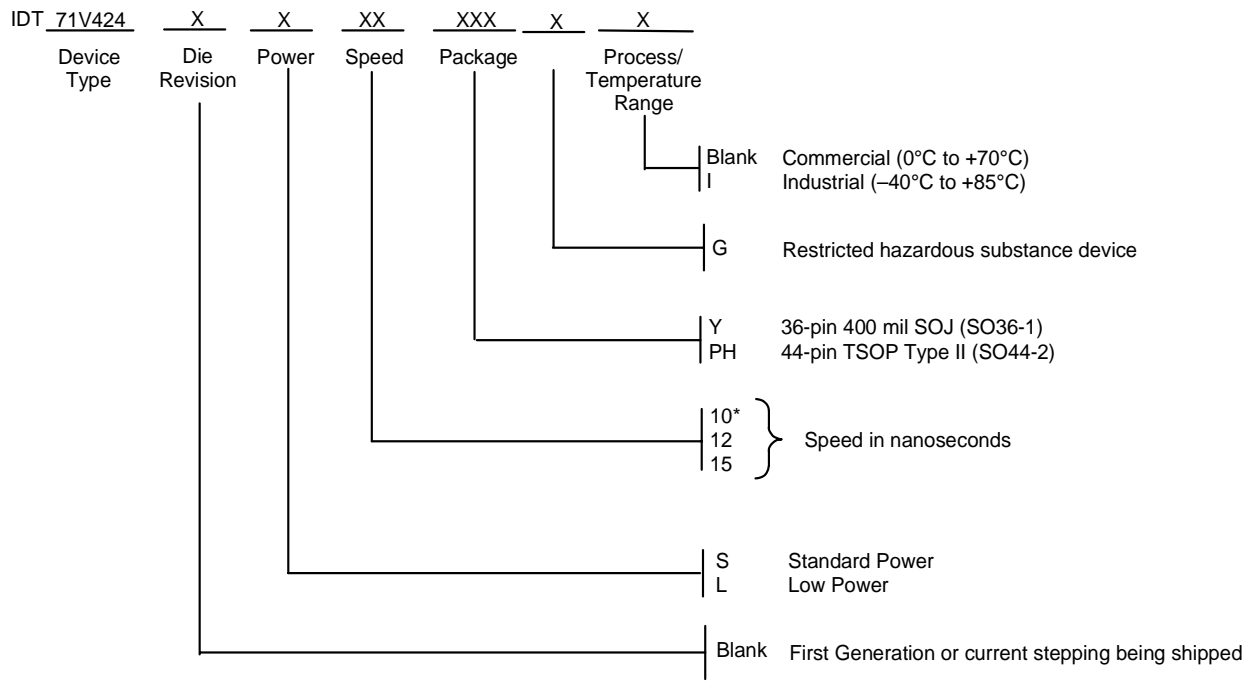 IDT 71V424 X X XX XXX X X
Device Type Die Revision Power Speed Package Process/ Temperature Range
Blank Commercial (0°C to +70°C)
I Industrial (–40°C to +85°C)
G Restricted hazardous substance device
Y 36-pin 400 mil SOJ (SO36-1)
PH 44-pin TSOP Type II (SO44-2)
10*
12 Speed in nanoseconds
15
S Standard Power
L Low Power
Blank First Generation or current stepping being shipped